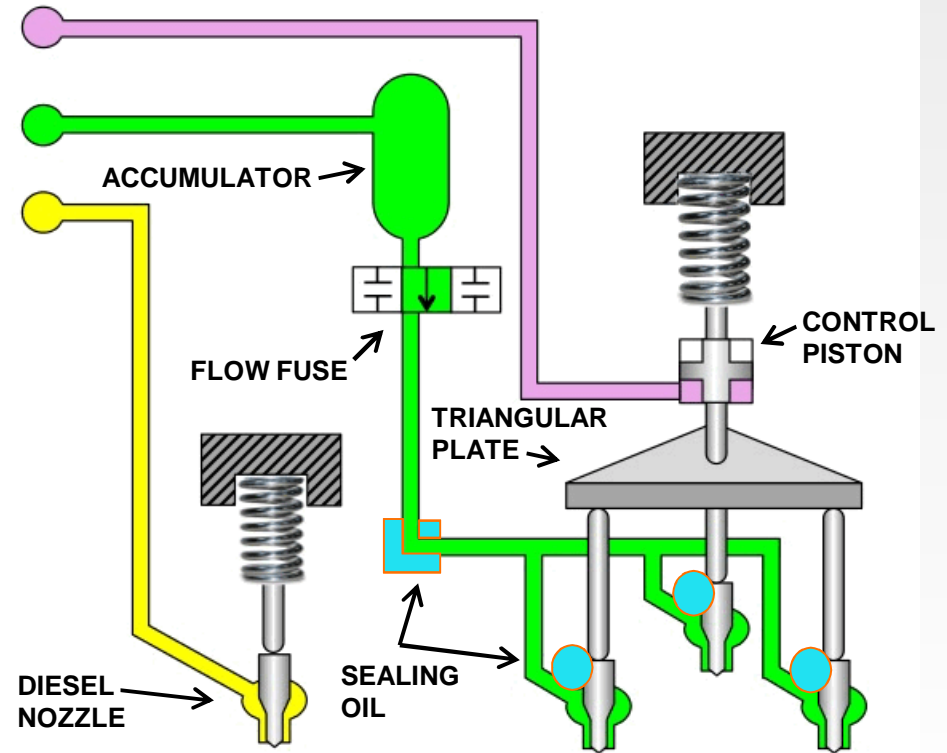 ACCUMULATOR
CONTROL
PISTON
FLOW FUSE
TRIANGULAR
PLATE
SEALING
OIL
DIESEL
NOZZLE